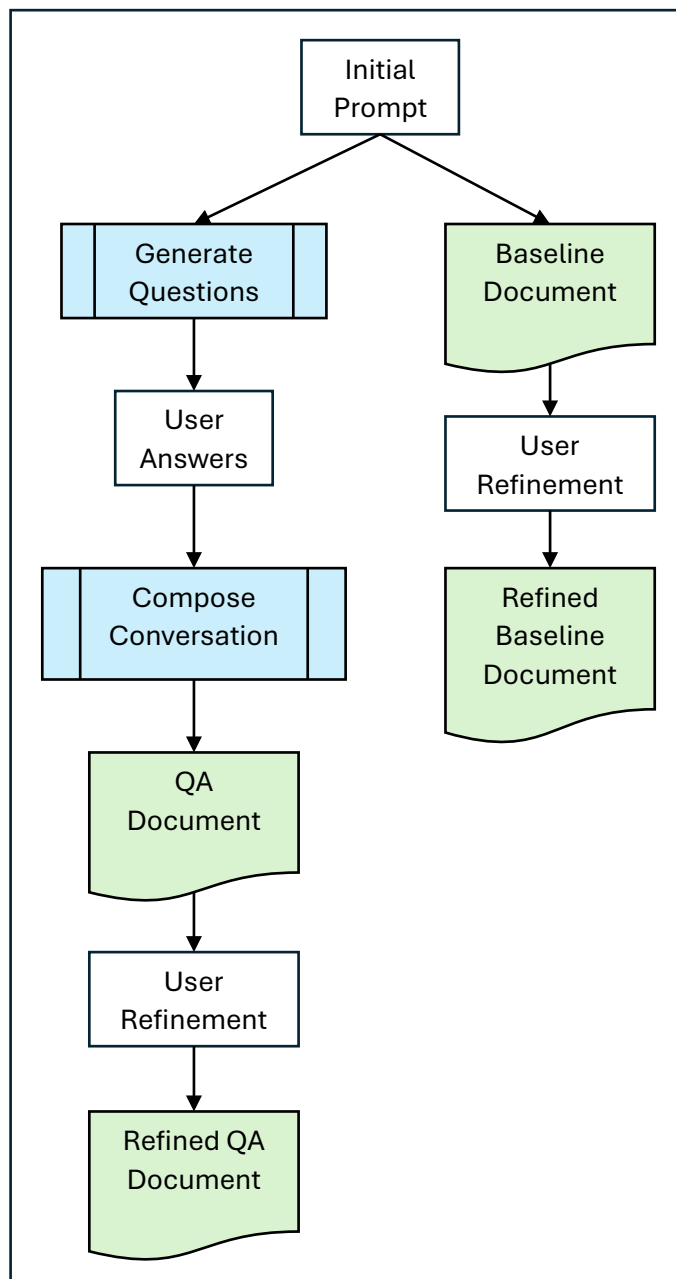 Initial
Prompt
Generate
Questions
User
Answers
Compose
Conversation
QA
Document
User
Refinement
Refined QA
Document
Baseline
Document
User
Refinement
Refined
Baseline
Document